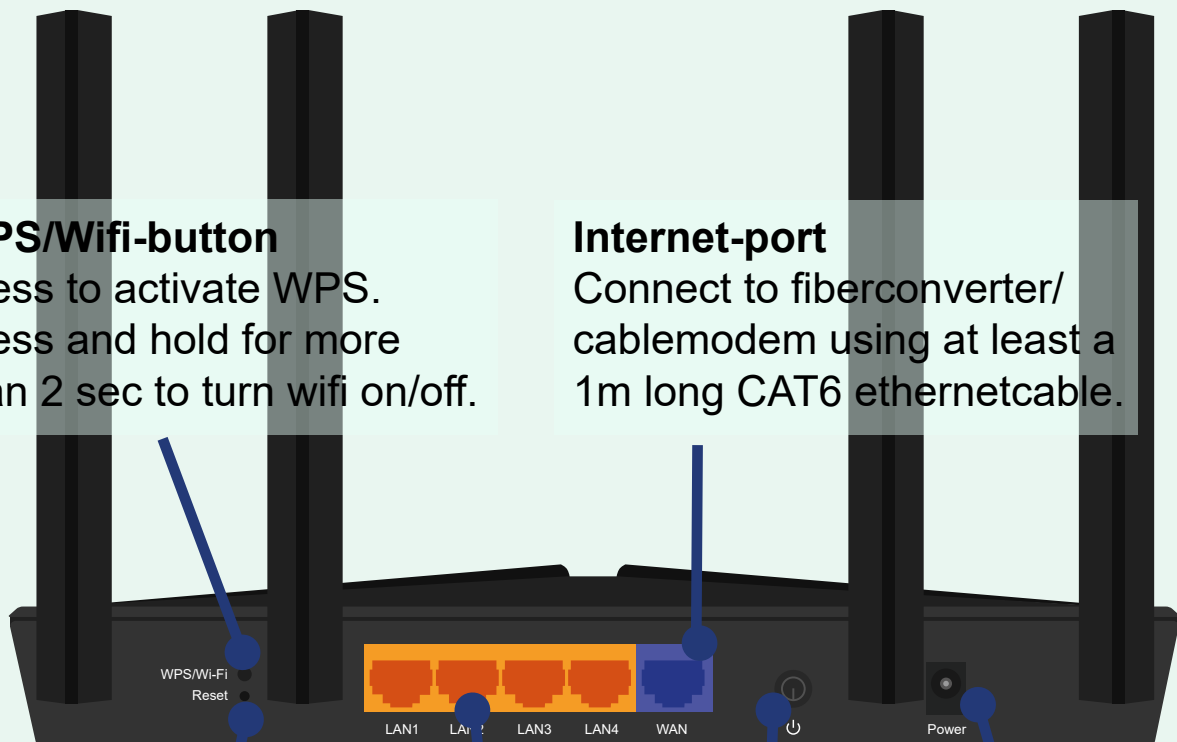 PS/Wifi-button
ess to activate WPS.
ess and hold for more
an 2 sec to turn wifi on/off.
Internet-port
Connect to fiberconverter/
cablemodem using at least a
1m long CAT6 ethernetcable.
WPS/Wi-Fi
Reset
LAN1 LAN2 LAN3 LAN4 WAN
Power